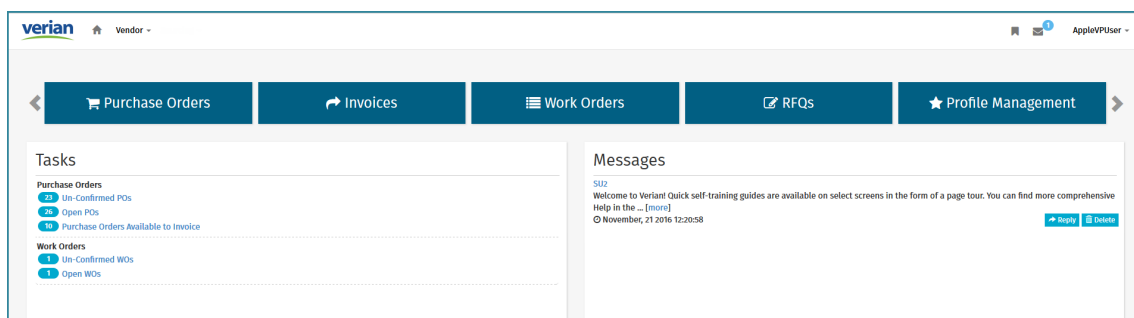 verian Vendor 1 AppleVPUser
Purchase Orders Invoices Work Orders RFQs Profile Management
Tasks
Purchase Orders
23 Un-Confirmed POs
26 Open POs
10 Purchase Orders Available to Invoice
Work Orders
1 Un-Confirmed WOs
1 Open WOs
Messages
SU2
Welcome to Verian! Quick self-training guides are available on select screens in the form of a page tour. You can find more comprehensive
Help in the ... [more]
November, 21 2016 12:20:58
Reply Delete